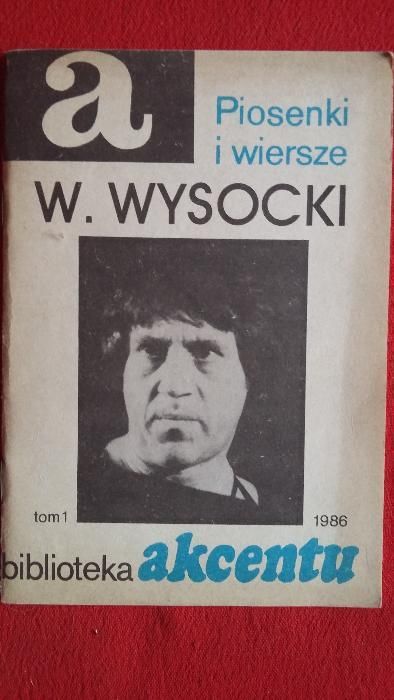 a
Piosenki
i wiersze
W. WYSOCKI
tom 1
1986
biblioteka akcentu